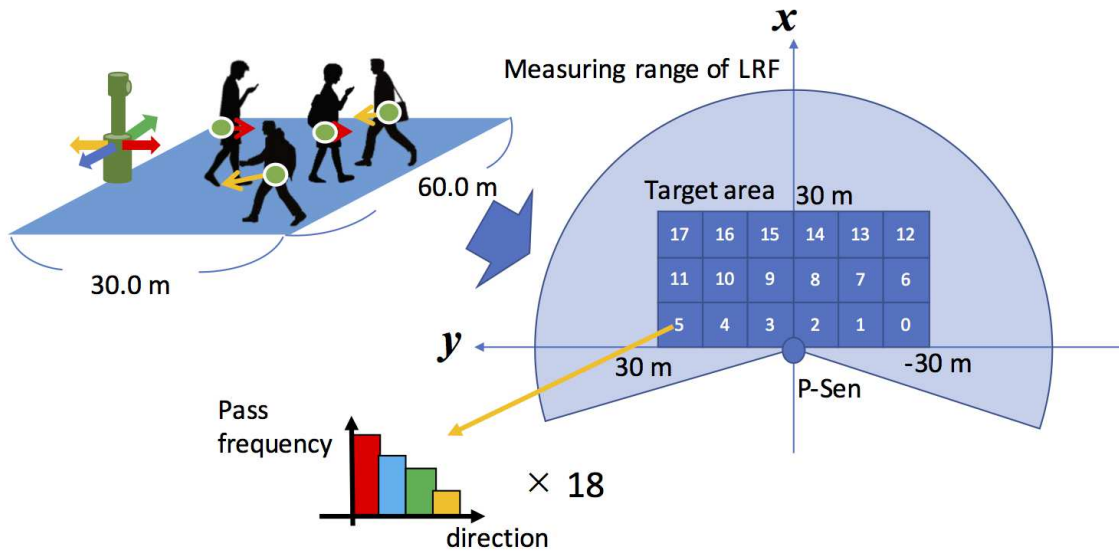 x
Measuring range of LRF
60.0 m
30.0 m
Target area
30 m
17 16 15 14 13 12
11 10 9 8 7 6
5 4 3 2 1 0
y
30 m
-30 m
P-Sen
Pass
frequency
× 18
direction